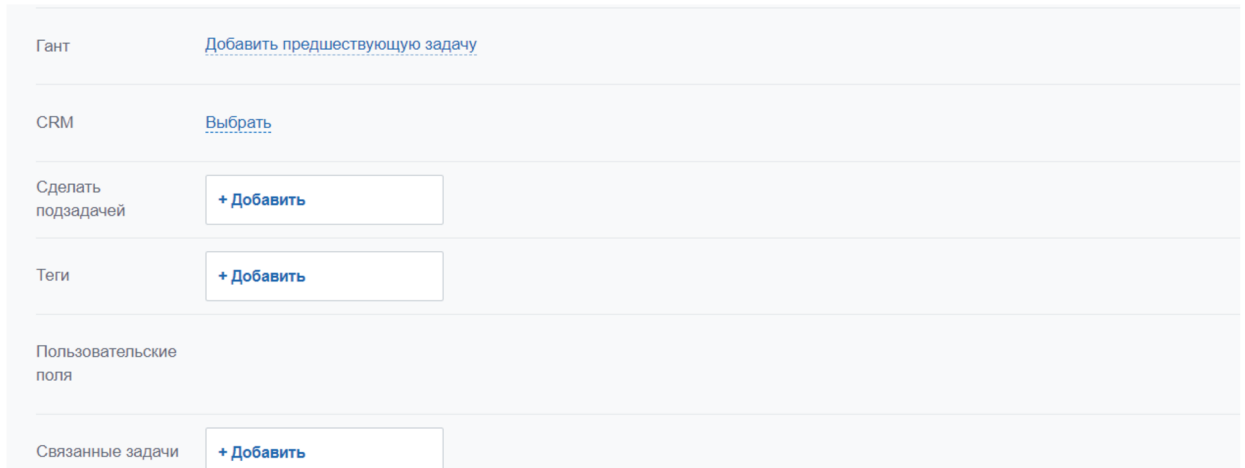 Гант
Добавить предшествующую задачу
CRM
Выбрать
Сделать
подзадачей
+ Добавить
Теги
+ Добавить
Пользовательские
поля
Связанные задачи
+ Добавить